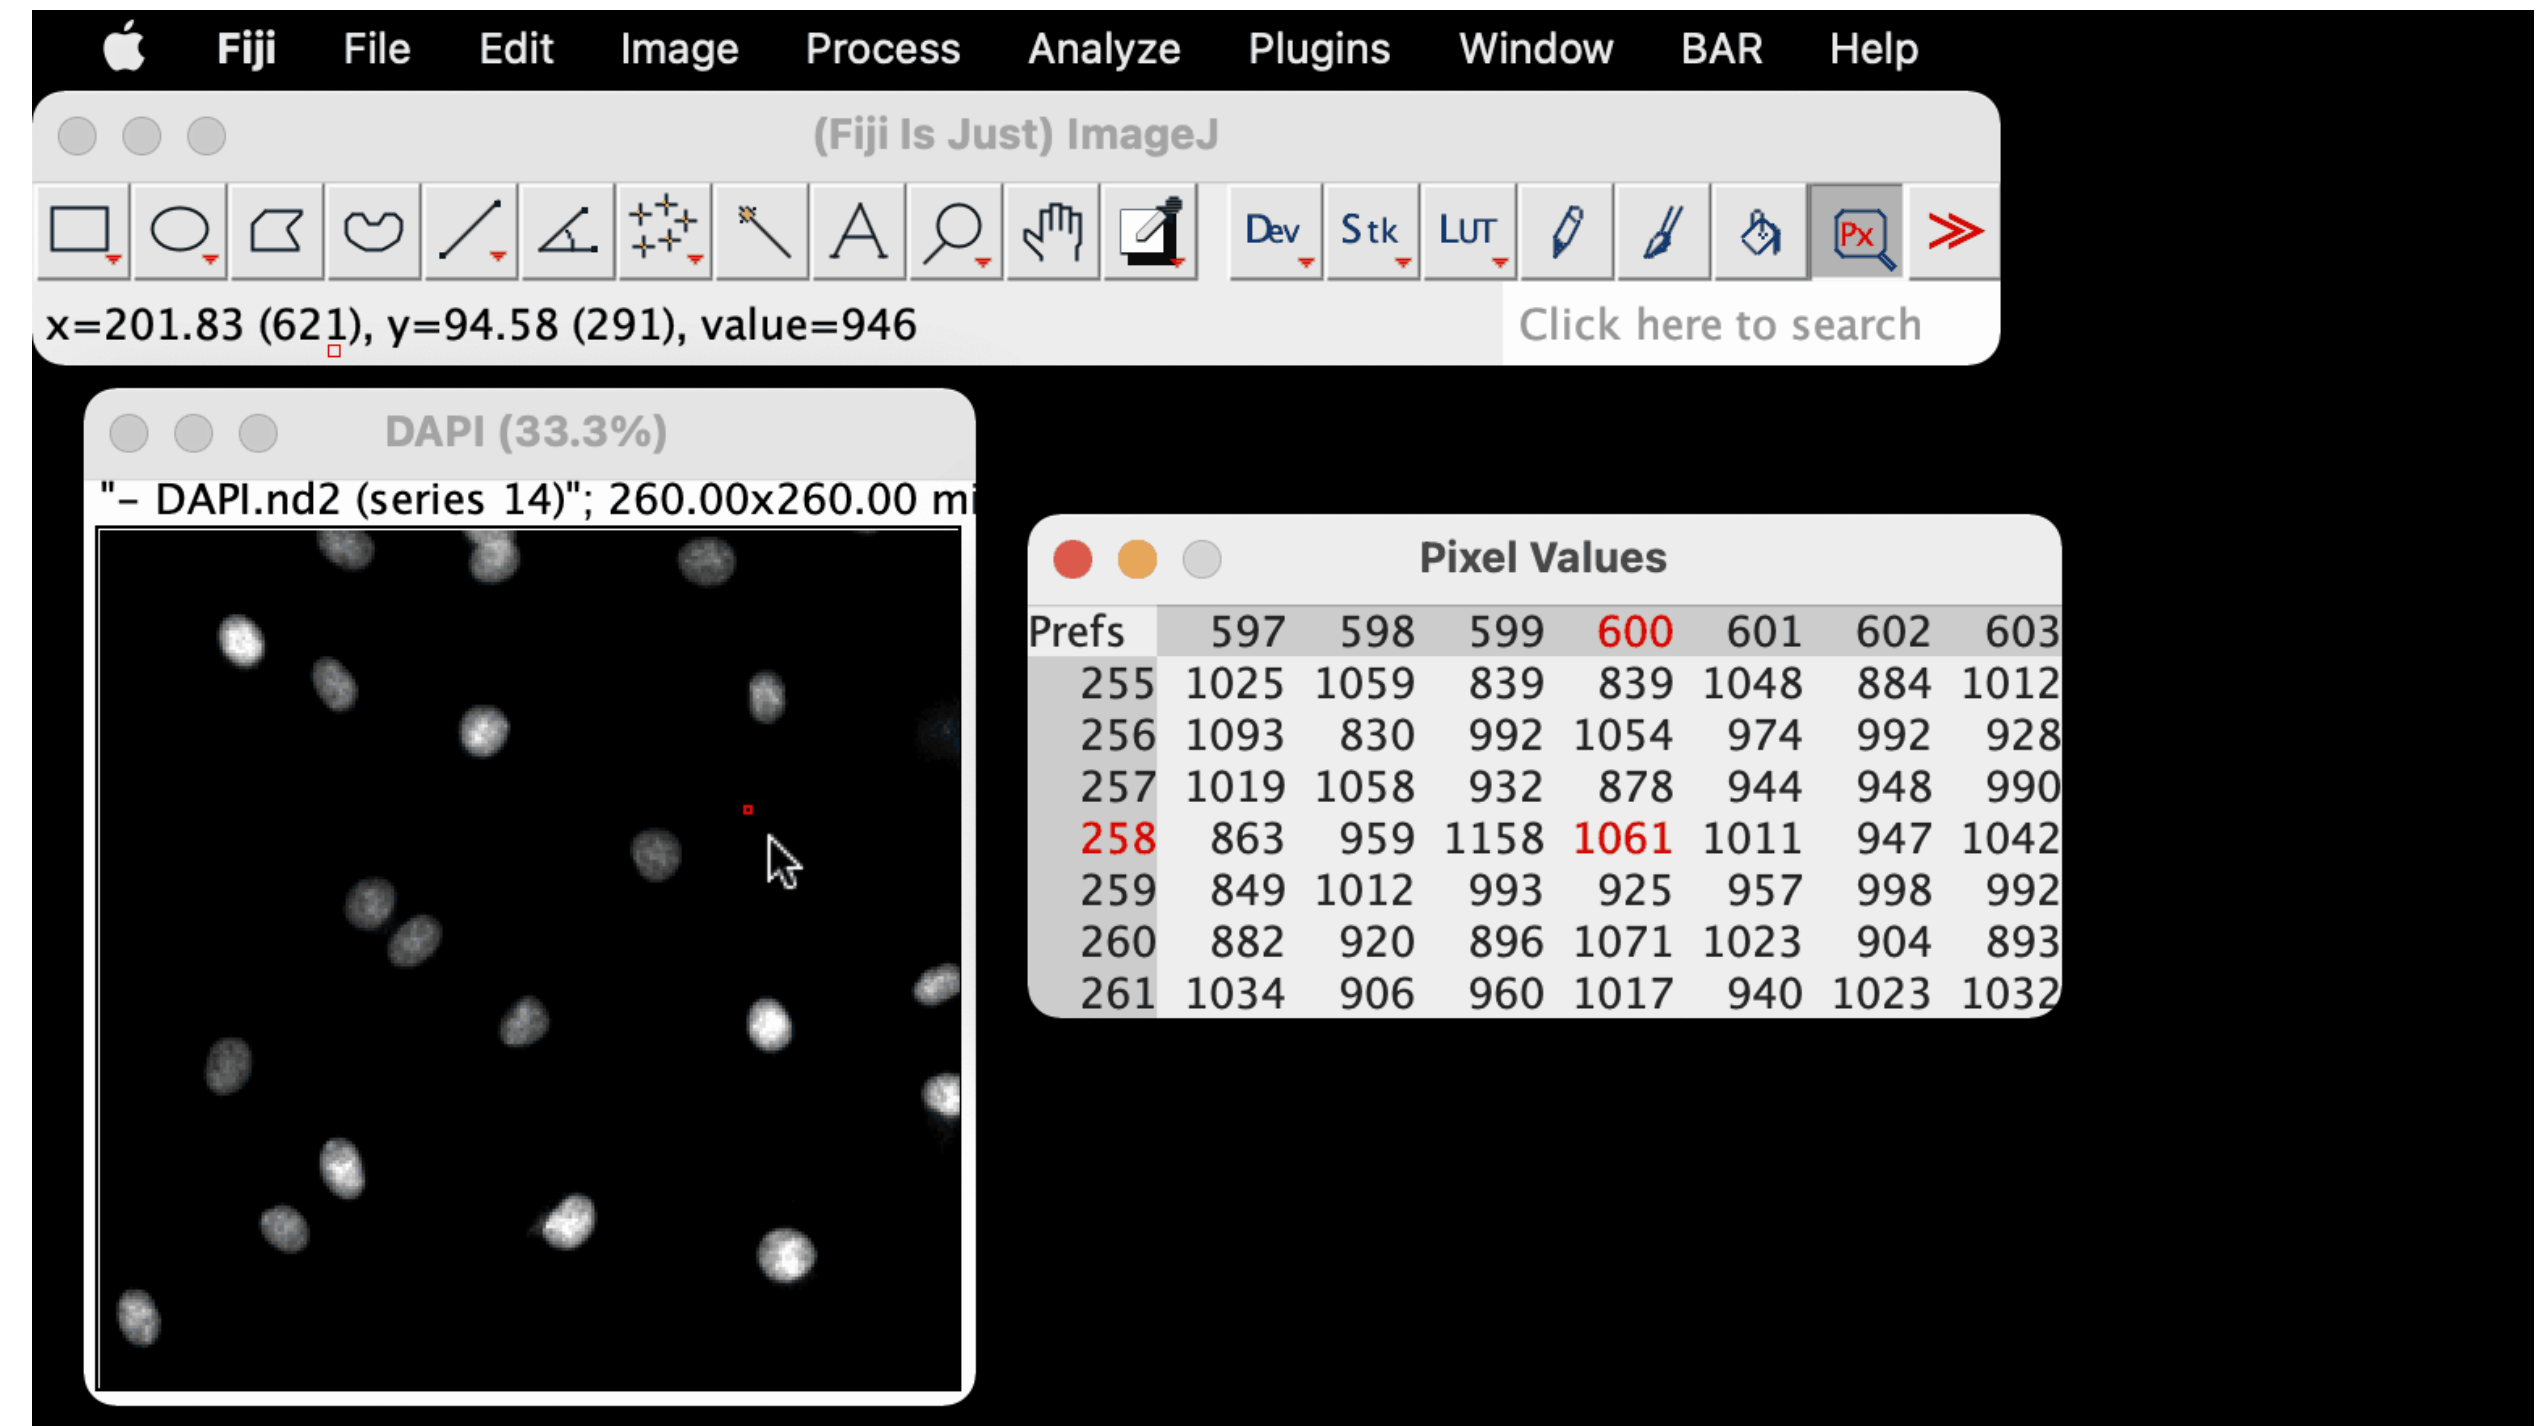 Fiji File Edit Image Process Analyze Plugins Window BAR Help
(Fiji Is Just) ImageJ
Dev Stk LUT Px
x=201.83 (621), y=94.58 (291), value=946 Click here to search
DAPI (33.3%)
"- DAPI.nd2 (series 14)"; 260.00x260.00 mi
Pixel Values
Prefs 597 598 599 600 601 602 603
255 1025 1059 839 839 1048 884 1012
256 1093 830 992 1054 974 992 928
257 1019 1058 932 878 944 948 990
258 863 959 1158 1061 1011 947 1042
259 849 1012 993 925 957 998 992
260 882 920 896 1071 1023 904 893
261 1034 906 960 1017 940 1023 1032